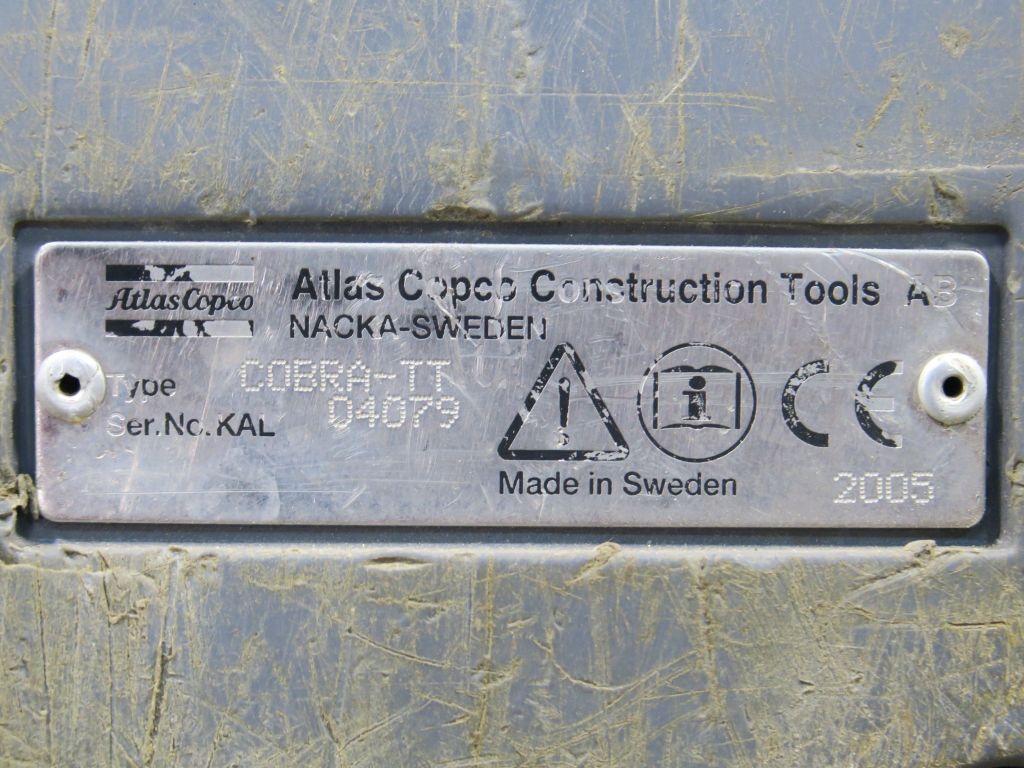 Atlas Copco
Atlas Copco Construction Tools AB
NACKA-SWEDEN
Type COBRA-TT
Ser.No.KAL 04079
CE
Made in Sweden
2005